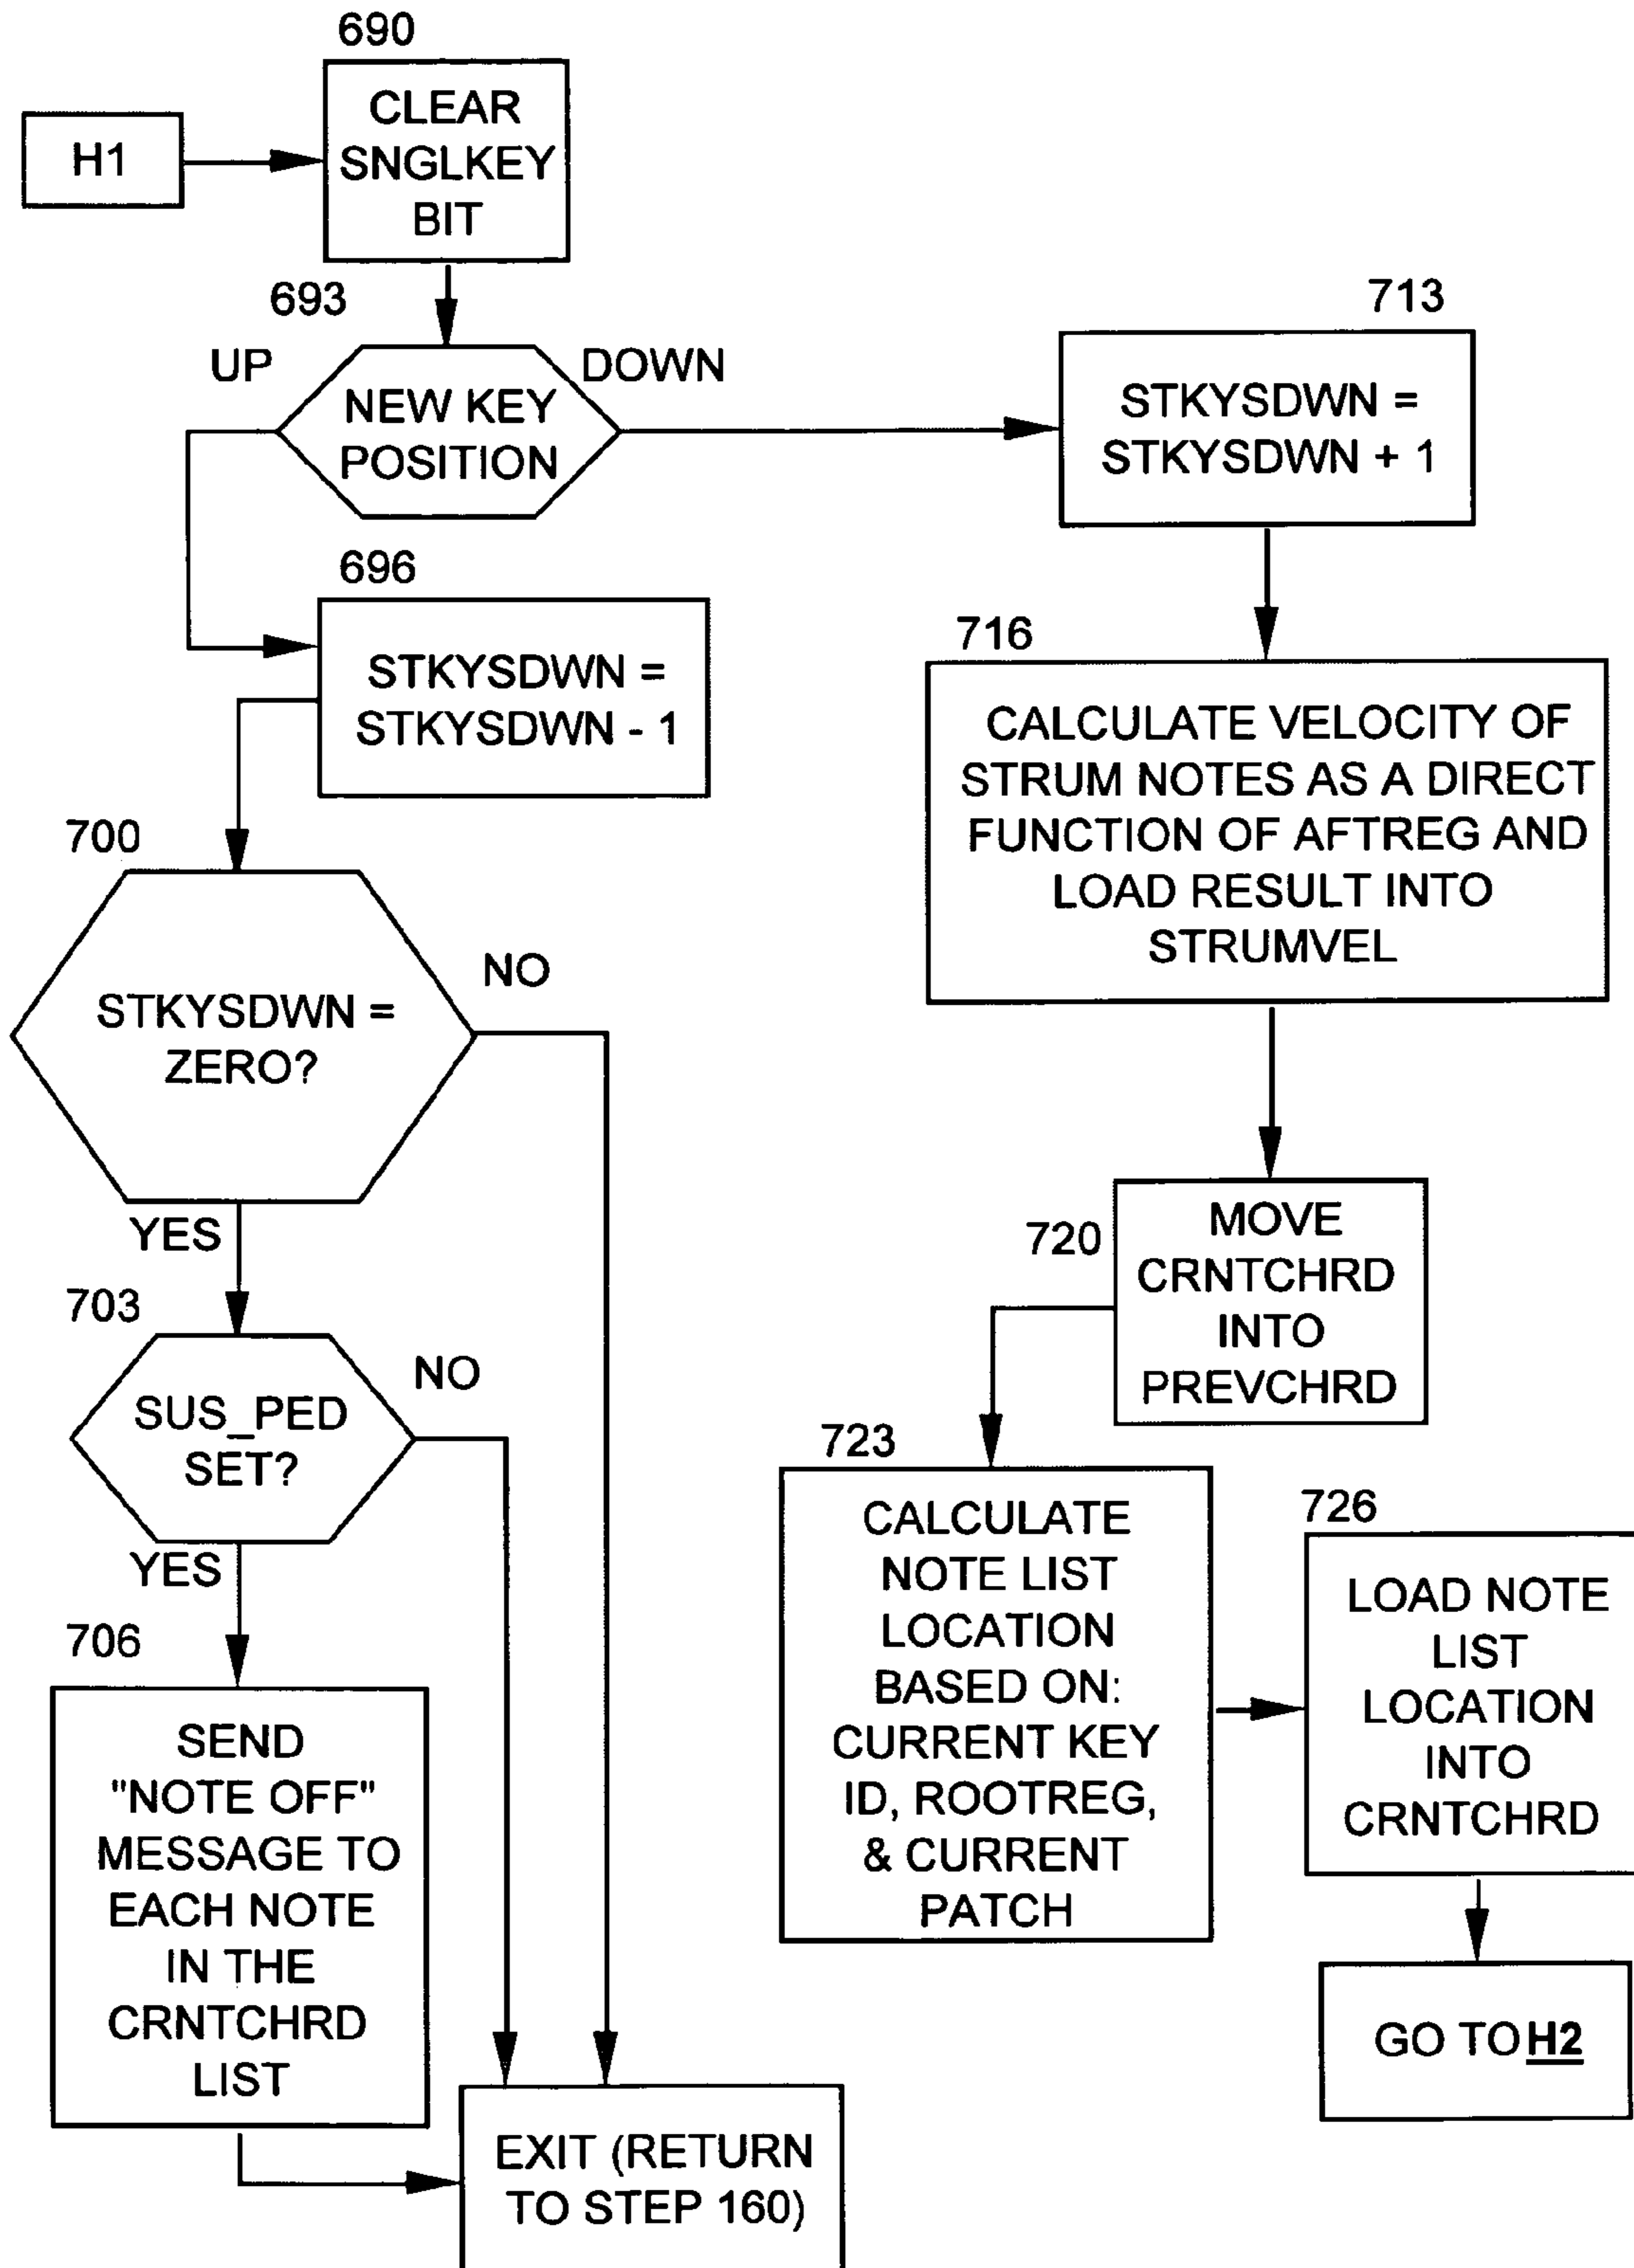 690
H1
CLEAR
SNGLKEY
BIT
693
UP
DOWN
NEW KEY
POSITION
713
STKYSDWN =
STKYSDWN + 1
696
STKYSDWN =
STKYSDWN - 1
716
CALCULATE VELOCITY OF
STRUM NOTES AS A DIRECT
FUNCTION OF AFTREG AND
LOAD RESULT INTO
STRUMVEL
700
STKYSDWN =
ZERO?
NO
YES
720
MOVE
CRNTCHRD
INTO
PREVCHRD
703
SUS_PED
SET?
NO
YES
723
CALCULATE
NOTE LIST
LOCATION
BASED ON:
CURRENT KEY
ID, ROOTREG,
& CURRENT
PATCH
726
LOAD NOTE
LIST
LOCATION
INTO
CRNTCHRD
706
SEND
"NOTE OFF"
MESSAGE TO
EACH NOTE
IN THE
CRNTCHRD
LIST
GO TO H2
EXIT (RETURN
TO STEP 160)